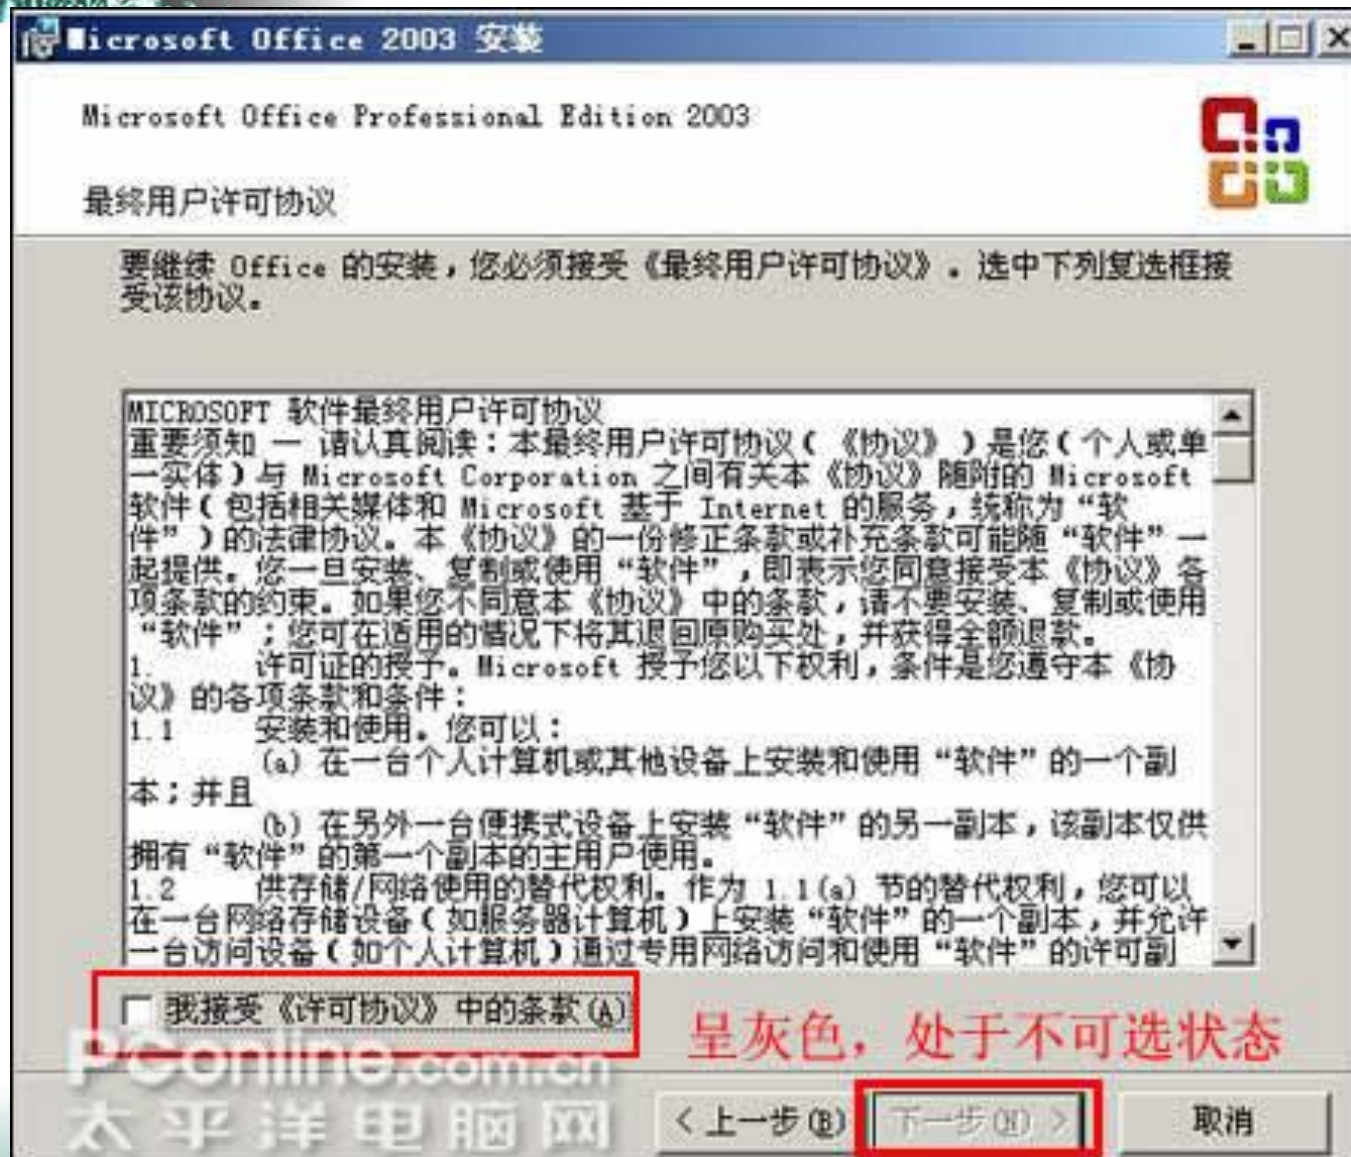 Microsoft Office 2003 安装
Microsoft Office Professional Edition 2003
最终用户许可协议
要继续 Office 的安装，您必须接受《最终用户许可协议》。选中下列复选框接
受该协议。
MICROSOFT 软件最终用户许可协议
重要须知 — 请认真阅读：本最终用户许可协议（《协议》）是您（个人或单
一实体）与 Microsoft Corporation 之间有关本《协议》随附的 Microsoft
软件（包括相关媒体和 Microsoft 基于 Internet 的服务，统称为“软
件”）的法律协议。本《协议》的一份修正条款或补充条款可能随“软件”一
起提供。您一旦安装、复制或使用“软件”，即表示您同意接受本《协议》各
项条款的约束。如果您不同意本《协议》中的条款，请不要安装、复制或使用
“软件”；您可在适用的情况下将其退回原购买处，并获得全额退款。
1. 许可证的授予。Microsoft 授予您以下权利，条件是您遵守本《协
议》的各项条款和条件：
1.1 安装和使用。您可以：
(a) 在一台个人计算机或其他设备上安装和使用“软件”的一个副
本；并且
(b) 在另外一台便携式设备上安装“软件”的另一副本，该副本仅供
拥有“软件”的第一个副本的主用户使用。
1.2 供存储/网络使用的替代权利。作为 1.1(a) 节的替代权利，您可以
在一台网络存储设备（如服务器计算机）上安装“软件”的一个副本，并允许
一台访问设备（如个人计算机）通过专用网络访问和使用“软件”的许可副
我接受《许可协议》中的条款(A)
呈灰色，处于不可选状态
PConline.com.cn
太平洋电脑网
< 上一步(B) 下一步(N) > 取消